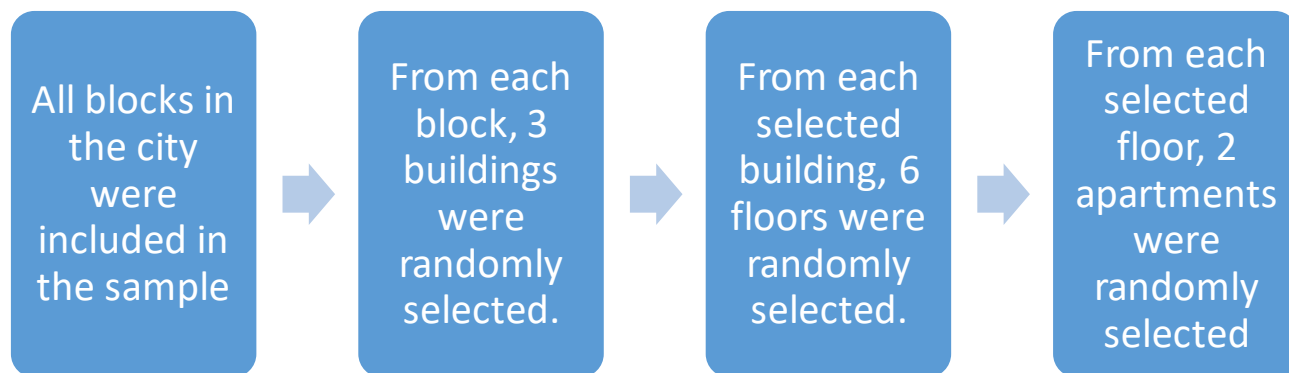 All blocks in
the city
were
included in
the sample
From each
block, 3
buildings
were
randomly
selected.
From each
selected
building, 6
floors were
randomly
selected.
From each
selected
floor, 2
apartments
were
randomly
selected